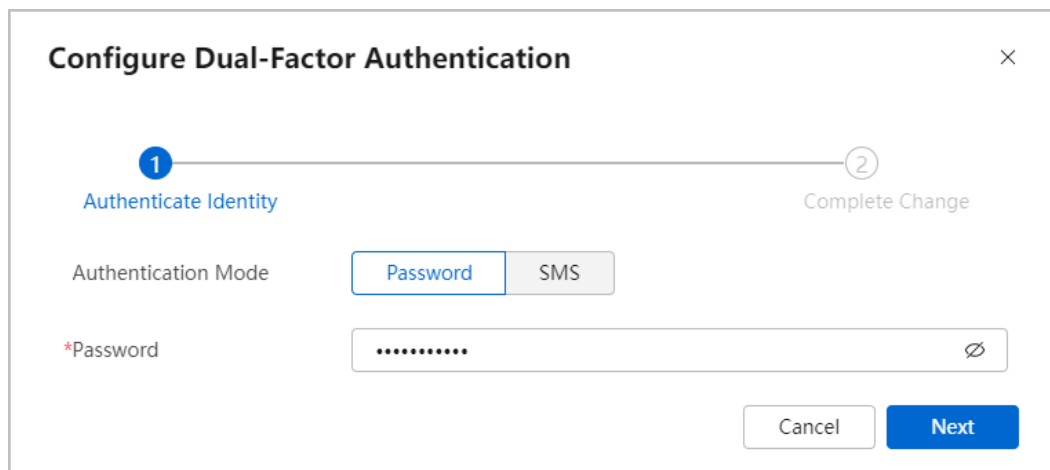 Configure Dual-Factor Authentication
1 2
Authenticate Identity Complete Change
Authentication Mode Password SMS
*Password •••••••••••
Cancel Next